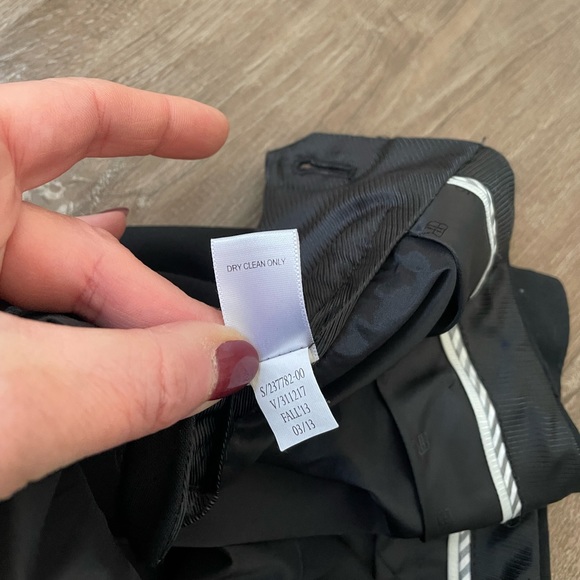 DRY CLEAN ONLY
S/237782-00
V/311217
FALL'13
03/13